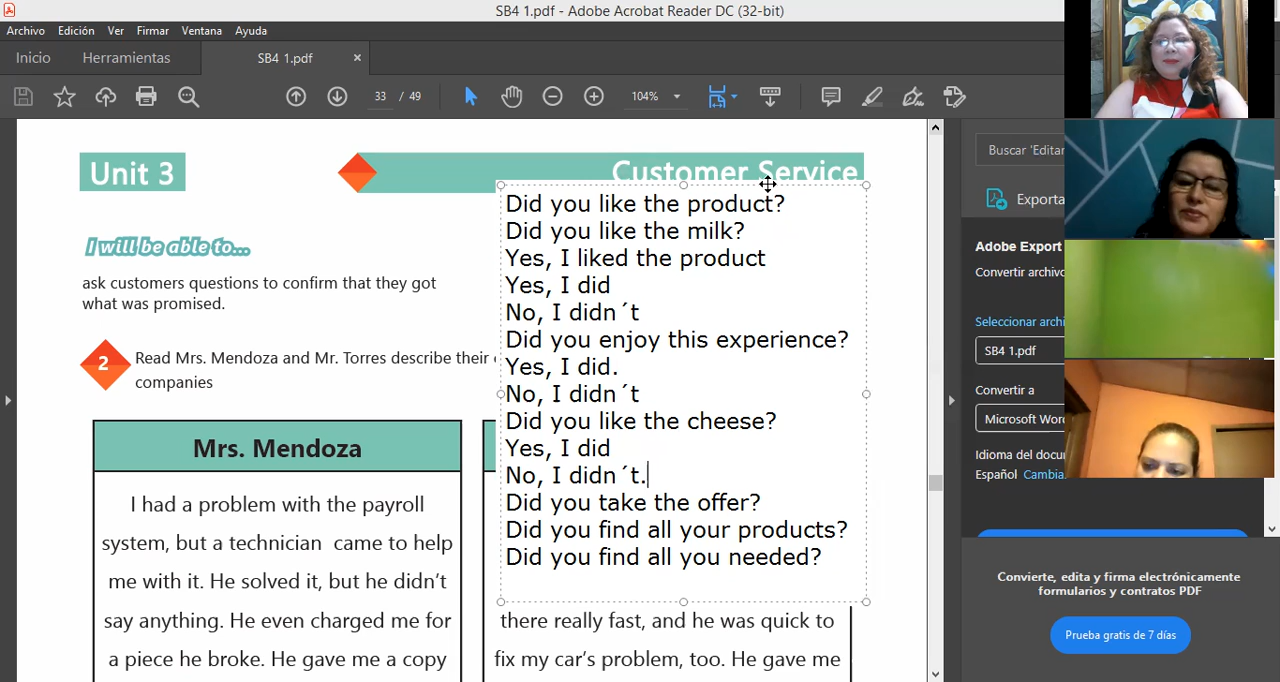 SB4 1.pdf - Adobe Acrobat Reader DC (32-bit)
Archivo Edición Ver Firmar Ventana Ayuda
Inicio Herramientas SB4 1.pdf ×
33 / 49 104%
Unit 3
Customer Service
I will be able to...
ask customers questions to confirm that they got
what was promised.
2
Read Mrs. Mendoza and Mr. Torres describe their
companies
Mrs. Mendoza
I had a problem with the payroll
system, but a technician came to help
me with it. He solved it, but he didn't
say anything. He even charged me for
a piece he broke. He gave me a copy
Did you like the product?
Did you like the milk?
Yes, I liked the product
Yes, I did
No, I didn´t
Did you enjoy this experience?
Yes, I did.
No, I didn´t
Did you like the cheese?
Yes, I did
No, I didn´t.
Did you take the offer?
Did you find all your products?
Did you find all you needed?
there really fast, and he was quick to
fix my car's problem, too. He gave me
Buscar 'Editar
Exporta
Adobe Export
Convertir archivo
Seleccionar archi
SB4 1.pdf
Convertir a
Microsoft Word
Idioma del docu
Español Cambia
Convierte, edita y firma electrónicamente
formularios y contratos PDF
Prueba gratis de 7 días